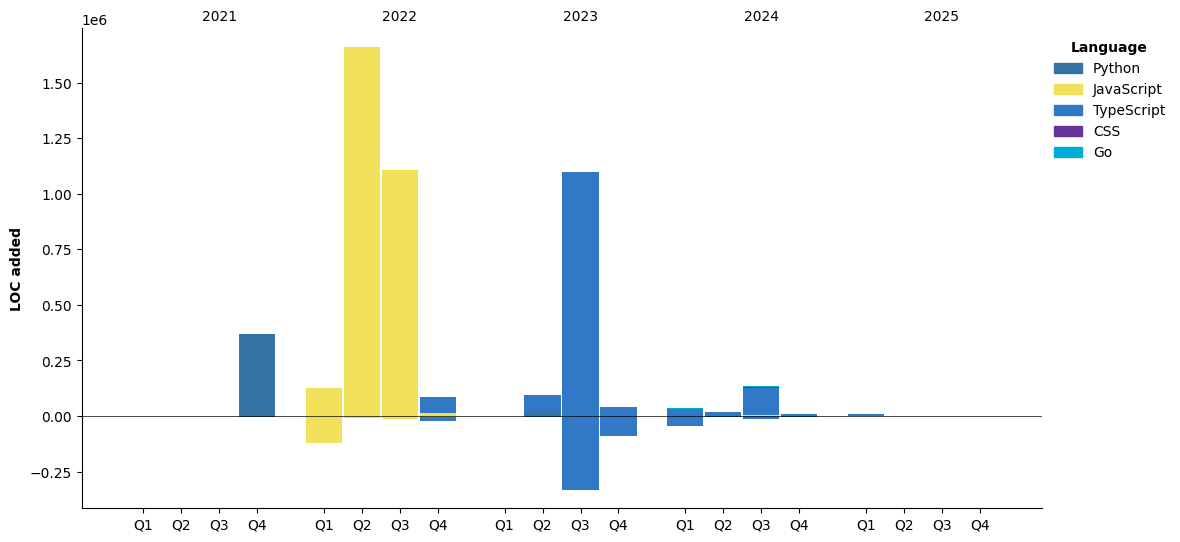 2021 2022 2023 2024 2025
1e6
Language
Python
JavaScript
TypeScript
CSS
Go
LOC added
1.50
1.25
1.00
0.75
0.50
0.25
0.00
−0.25
Q1 Q2 Q3 Q4 Q1 Q2 Q3 Q4 Q1 Q2 Q3 Q4 Q1 Q2 Q3 Q4 Q1 Q2 Q3 Q4